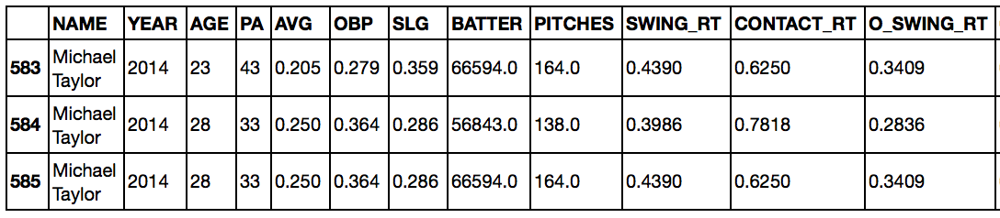 NAME YEAR AGE PA AVG OBP SLG BATTER PITCHES SWING_RT CONTACT_RT O_SWING_RT
583 Michael Taylor 2014 23 43 0.205 0.279 0.359 66594.0 164.0 0.4390 0.6250 0.3409
584 Michael Taylor 2014 28 33 0.250 0.364 0.286 56843.0 138.0 0.3986 0.7818 0.2836
585 Michael Taylor 2014 28 33 0.250 0.364 0.286 66594.0 164.0 0.4390 0.6250 0.3409